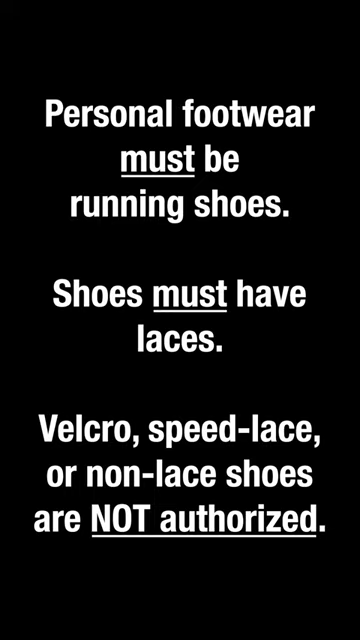 Personal footwear
must be
running shoes.
Shoes must have
laces.
Velcro, speed-lace,
or non-lace shoes
are NOT authorized.